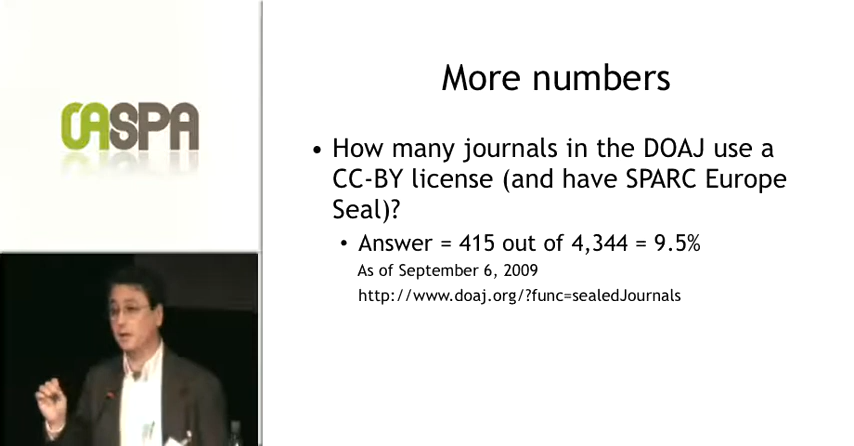 OASPA
More numbers
• How many journals in the DOAJ use a
CC-BY license (and have SPARC Europe
Seal)?
• Answer = 415 out of 4,344 = 9.5%
As of September 6, 2009
http://www.doaj.org/?func=sealedJournals